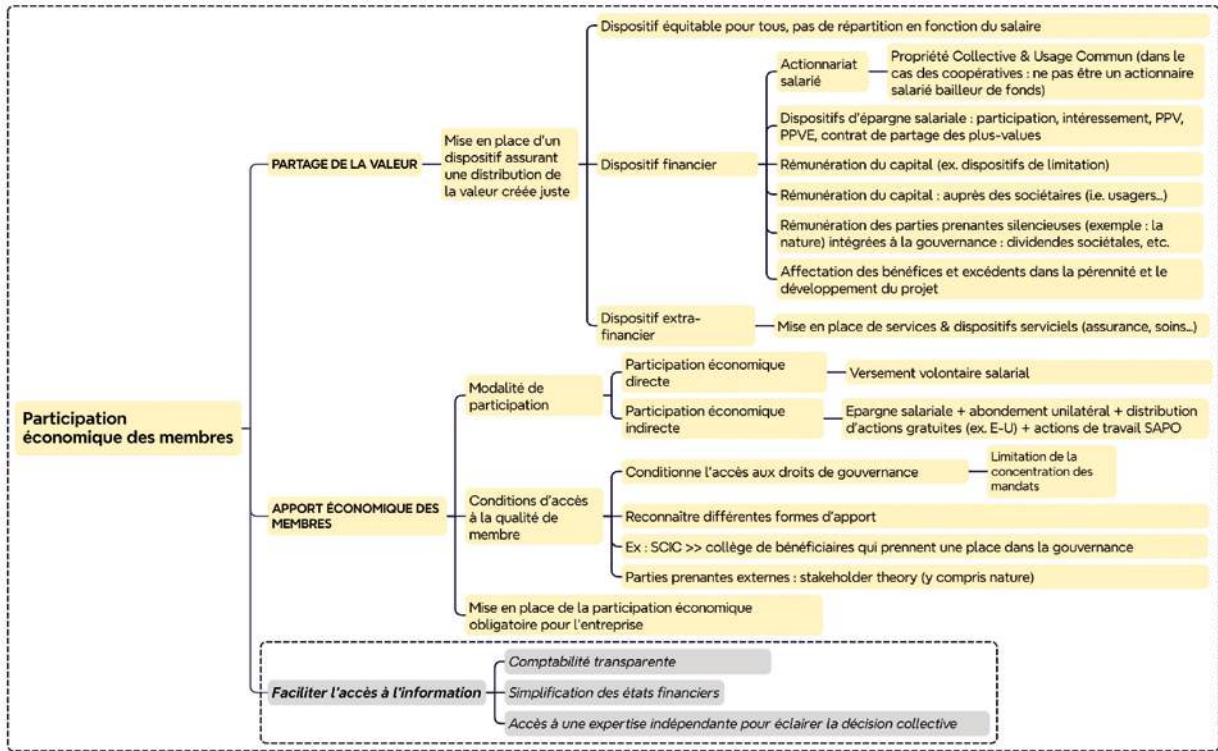 Dispositif équitable pour tous, pas de répartition en fonction du salaire
Actionnariat
salarié
Propriété Collective & Usage Commun (dans le
cas des coopératives : ne pas être un actionnaire
salarié bailleur de fonds)
Dispositifs d'épargne salariale : participation, intéressement, PPV,
PPVE, contrat de partage des plus-values
Mise en place d'un
dispositif assurant
une distribution de
la valeur créée juste
PARTAGE DE LA VALEUR
Dispositif financier
Rémunération du capital (ex. dispositifs de limitation)
Rémunération du capital : auprès des sociétaires (i.e. usagers...)
Rémunération des parties prenantes silencieuses (exemple : la
nature) intégrées à la gouvernance : dividendes sociétales, etc.
Affectation des bénéfices et excédents dans la pérennité et le
développement du projet
Dispositif extra-
financier
Mise en place de services & dispositifs serviciels (assurance, soins...)
Participation
économique des membres
Modalité de
participation
Participation économique
directe
Versement volontaire salarial
Participation économique
indirecte
Epargne salariale + abondement unilatéral + distribution
d'actions gratuites (ex. E-U) + actions de travail SAPO
APPORT ÉCONOMIQUE DES
MEMBRES
Conditions d'accès
à la qualité de
membre
Conditionne l'accès aux droits de gouvernance
Limitation de la
concentration des
mandats
Reconnaître différentes formes d'apport
Ex : SCIC >> collège de bénéficiaires qui prennent une place dans la gouvernance
Parties prenantes externes : stakeholder theory (y compris nature)
Mise en place de la participation économique
obligatoire pour l'entreprise
Faciliter l'accès à l'information
Comptabilité transparente
Simplification des états financiers
Accès à une expertise indépendante pour éclairer la décision collective